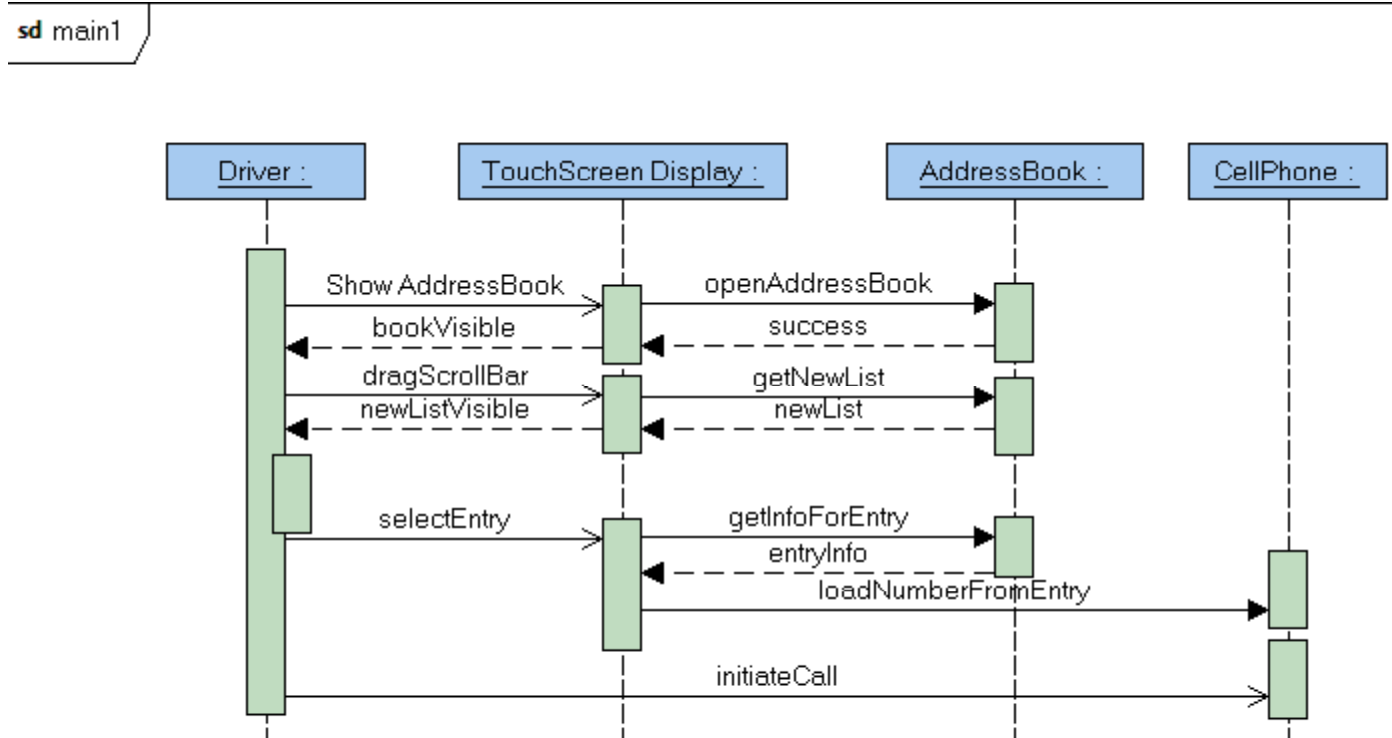 sd main1
Driver :
TouchScreen Display :
AddressBook :
CellPhone :
Show AddressBook
openAddressBook
bookVisible
success
dragScrollBar
getNewList
newListVisible
newList
selectEntry
getInfoForEntry
entryInfo
loadNumberFromEntry
initiateCall